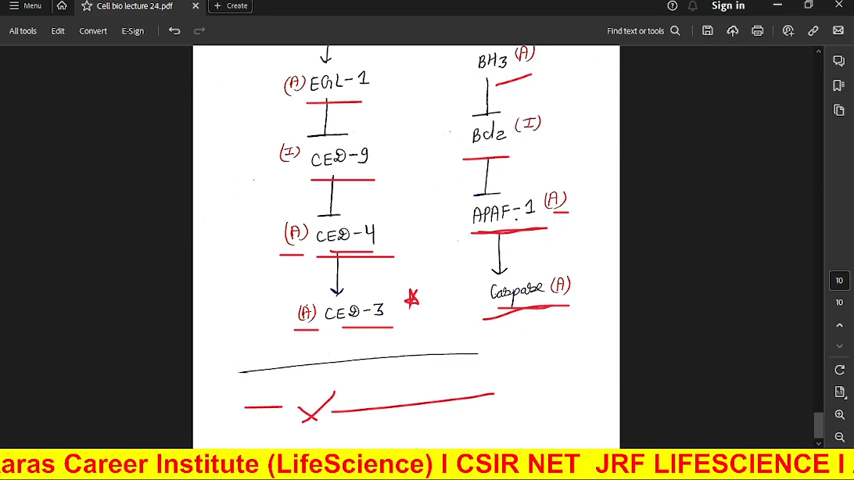 Menu
Cell bio lecture 24.pdf
Create
Sign in
All tools
Edit
Convert
E-Sign
Find text or tools
(A) EGL-1
(I) CED-9
(A) CED-4
(A) CED-3
BH3 (A)
Bcl2 (I)
APAF-1 (A)
Caspase (A)
10
10
aras Career Institute (LifeScience) I CSIR NET JRF LIFESCIENCE I